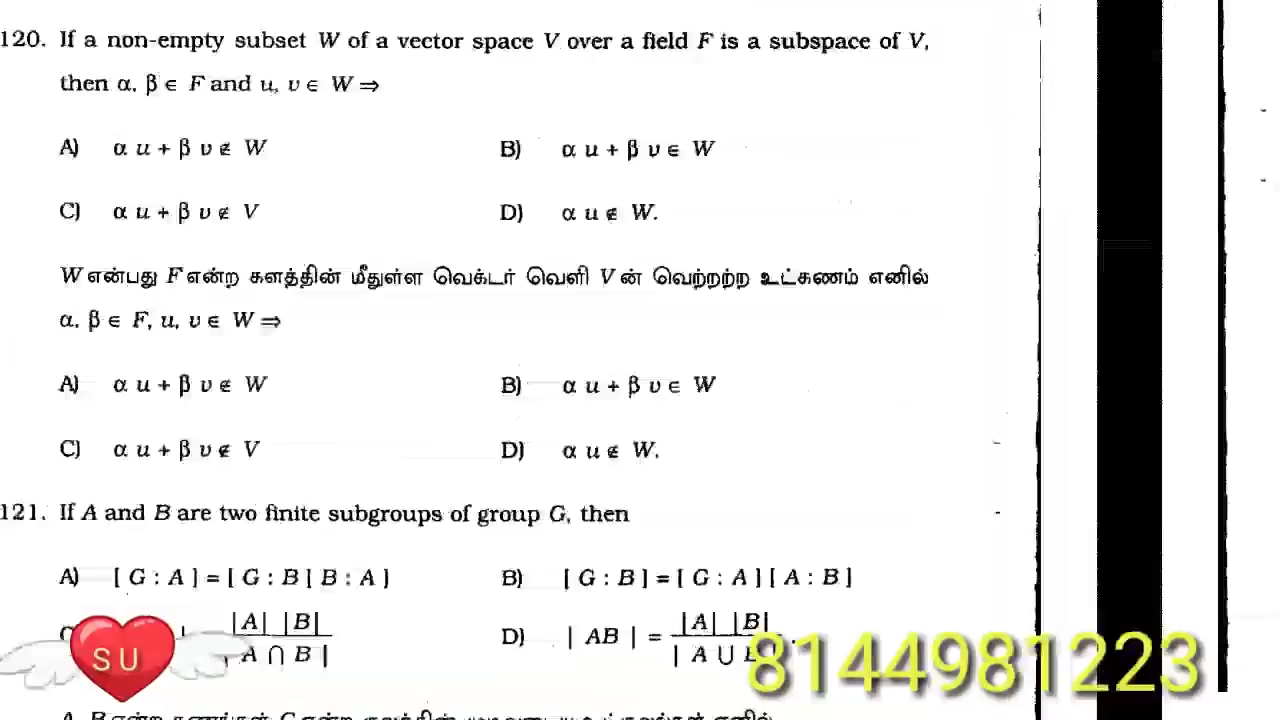 120. If a non-empty subset W of a vector space V over a field F is a subspace of V,
then α, β ∈ F and u, v ∈ W ⇒
A) α u + β v ∉ W B) α u + β v ∈ W
C) α u + β v ∉ V D) α u ∉ W.
W என்பது F என்ற களத்தின் மீதுள்ள வெக்டர் வெளி V ன் வெற்றற்ற உட்கணம் எனில்
α, β ∈ F, u, v ∈ W ⇒
A) α u + β v ∉ W B) α u + β v ∈ W
C) α u + β v ∉ V D) α u ∉ W.
121. If A and B are two finite subgroups of group G, then
A) [ G : A ] = [ G : B [ B : A ] B) [ G : B ] = [ G : A ] [ A : B ]
|A| |B| D) | AB | = |A| |B|
A ∩ B | | A ∪
S U
8144981223